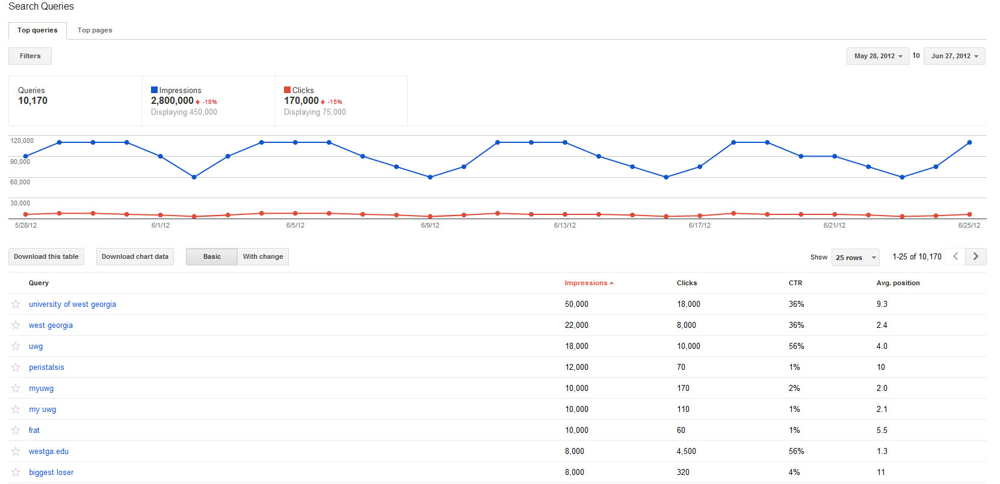 Search Queries
Top queries Top pages
Filters May 28, 2012 to Jun 27, 2012
Queries Impressions Clicks
10,170 2,800,000 -18% 170,000 -15%
Displaying 450,000 Displaying 75,000
120,000
90,000
60,000
30,000
5/28/12 6/1/12 6/5/12 6/9/12 6/13/12 6/17/12 6/21/12 6/25/12
Download this table Download chart data Basic With change Show 25 rows 1-25 of 10,170
Query Impressions Clicks CTR Avg. position
university of west georgia 50,000 18,000 36% 9.3
west georgia 22,000 8,000 36% 2.4
uwg 18,000 10,000 56% 4.0
peristalsis 12,000 70 1% 10
myuwg 10,000 170 2% 2.0
my uwg 10,000 110 1% 2.1
frat 10,000 60 1% 5.5
westga.edu 8,000 4,500 56% 1.3
biggest loser 8,000 320 4% 11